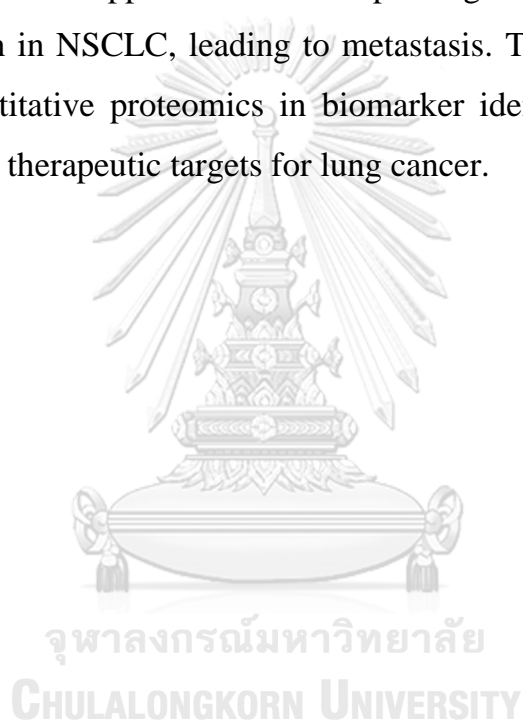 in NSCLC, leading to metastasis. T
titative proteomics in biomarker ide
therapeutic targets for lung cancer.
จุฬาลงกรณ์มหาวิทยาลัย
CHULALONGKORN UNIVERSITY